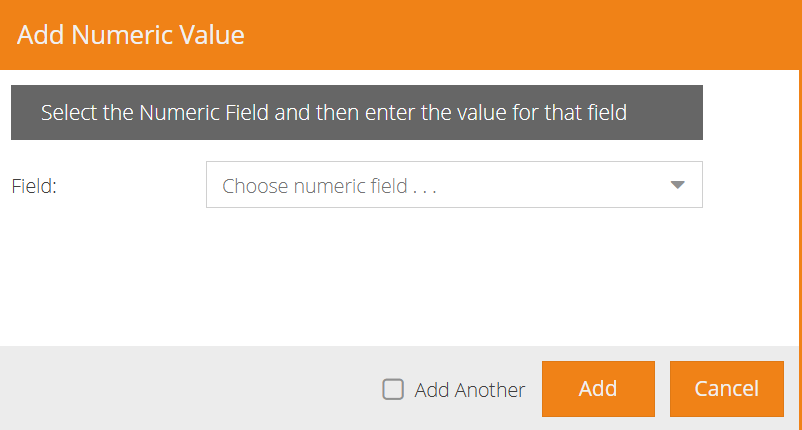 Add Numeric Value
Select the Numeric Field and then enter the value for that field
Field:
Choose numeric field . . .
Add Another
Add
Cancel